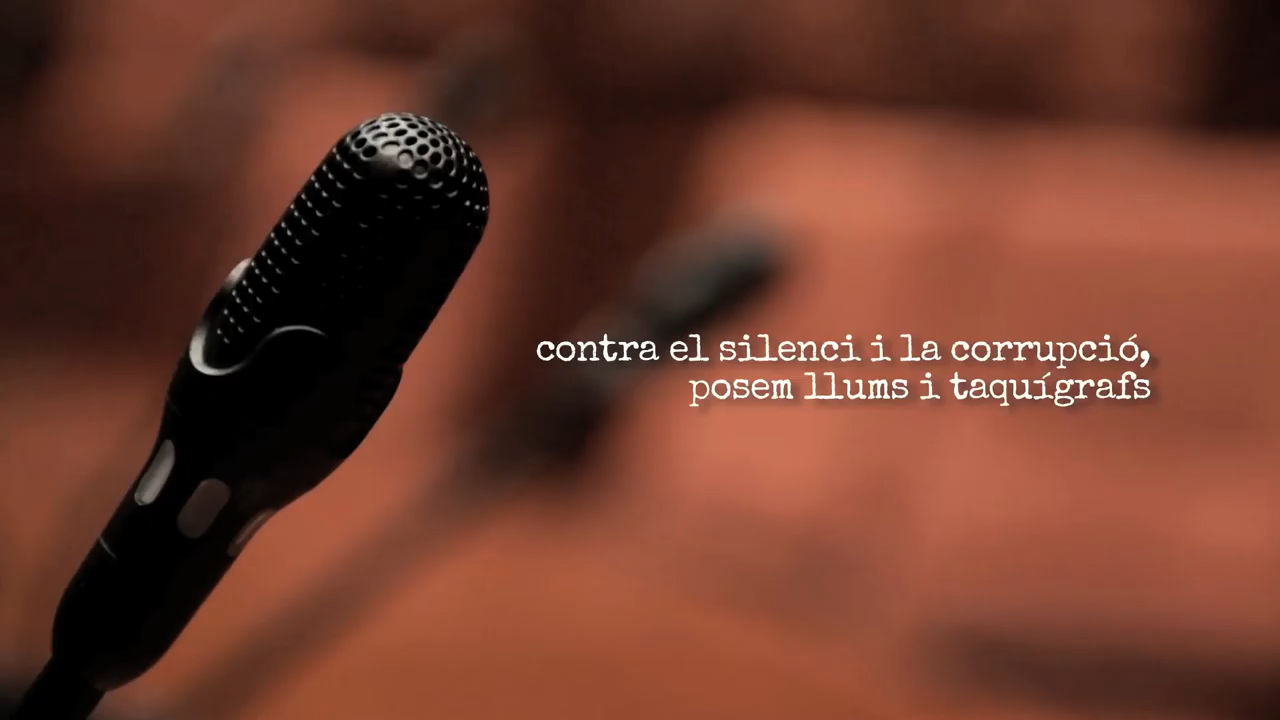 contra el silenci i la corrupció,
posem llums i taquígrafs